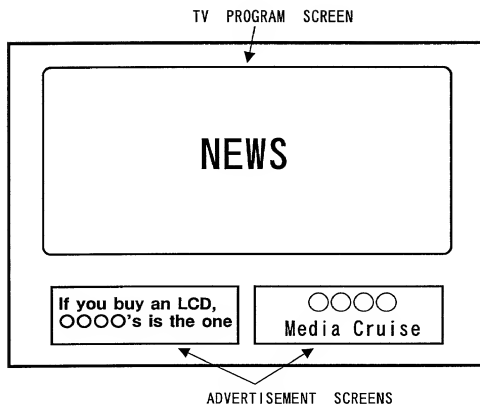 TV PROGRAM SCREEN
NEWS
If you buy an LCD,
○○○○'s is the one
○○○○
Media Cruise
ADVERTISEMENT SCREENS